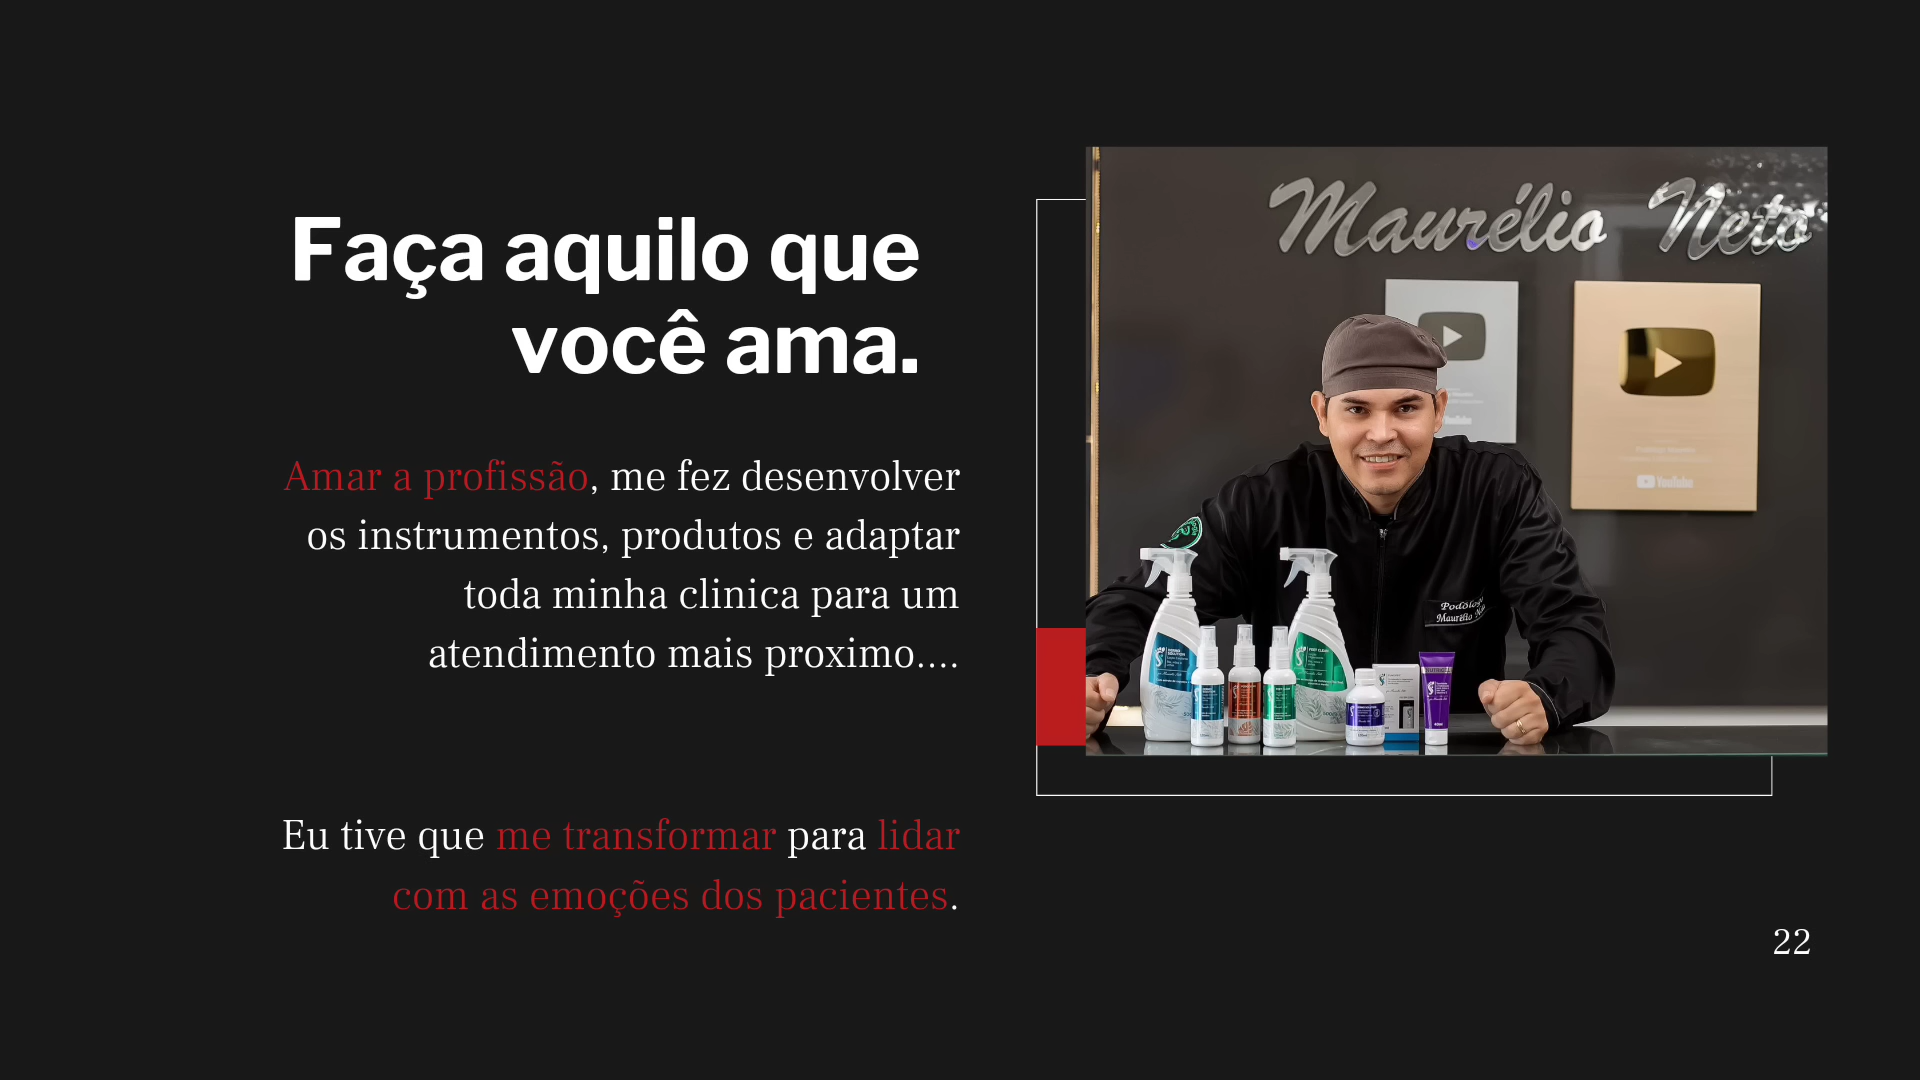 Faça aquilo que
você ama.
Amar a profissão, me fez desenvolver
os instrumentos, produtos e adaptar
toda minha clinica para um
atendimento mais proximo....
Eu tive que me transformar para lidar
com as emoções dos pacientes.
Maurélio Neto
YouTube
YouTube
Maurélio
22